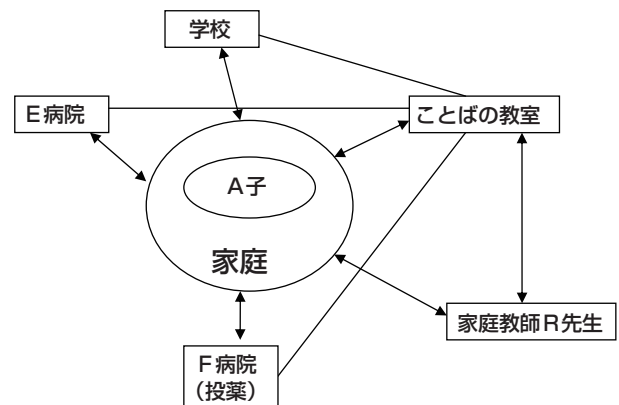 学校
E病院
ことばの教室
A子
家庭
家庭教師R先生
F病院
（投薬）